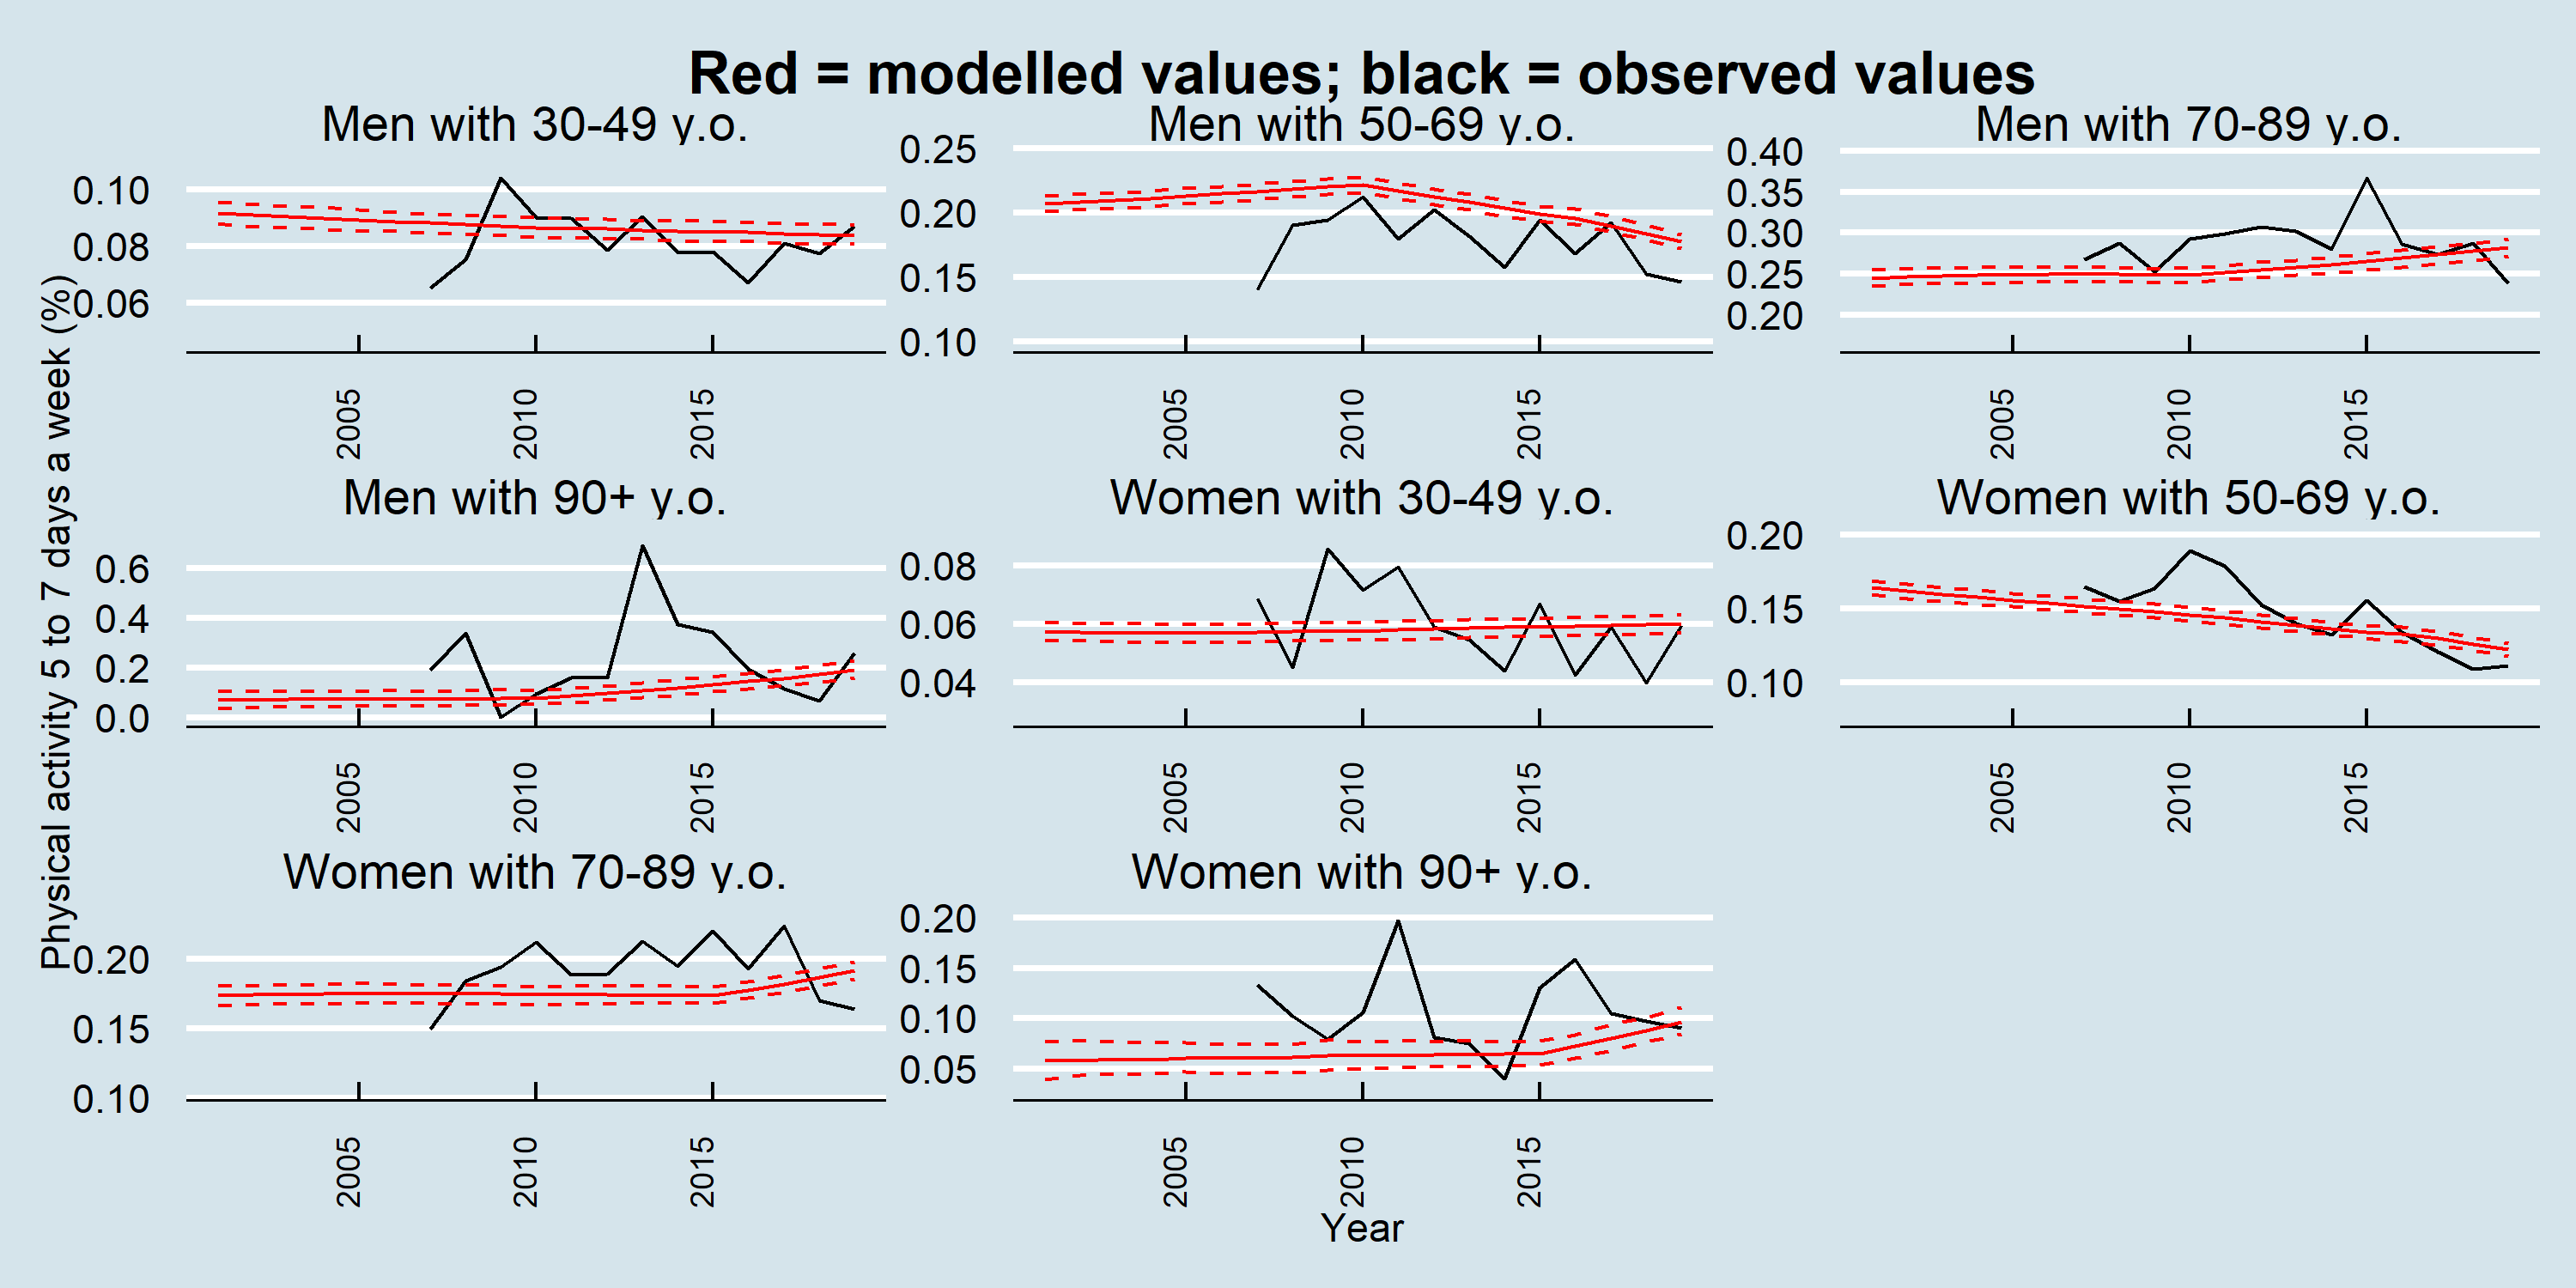 Red = modelled values; black = observed values
Physical activity 5 to 7 days a week (%)
Men with 30-49 y.o.
0.10
0.08
0.06
2005 2010 2015
Men with 50-69 y.o.
0.25
0.20
0.15
0.10
2005 2010 2015
Men with 70-89 y.o.
0.40
0.35
0.30
0.25
0.20
2005 2010 2015
Men with 90+ y.o.
0.6
0.4
0.2
0.0
2005 2010 2015
Women with 30-49 y.o.
0.08
0.06
0.04
2005 2010 2015
Women with 50-69 y.o.
0.20
0.15
0.10
2005 2010 2015
Women with 70-89 y.o.
0.20
0.15
0.10
2005 2010 2015
Women with 90+ y.o.
0.20
0.15
0.10
0.05
2005 2010 2015
Year